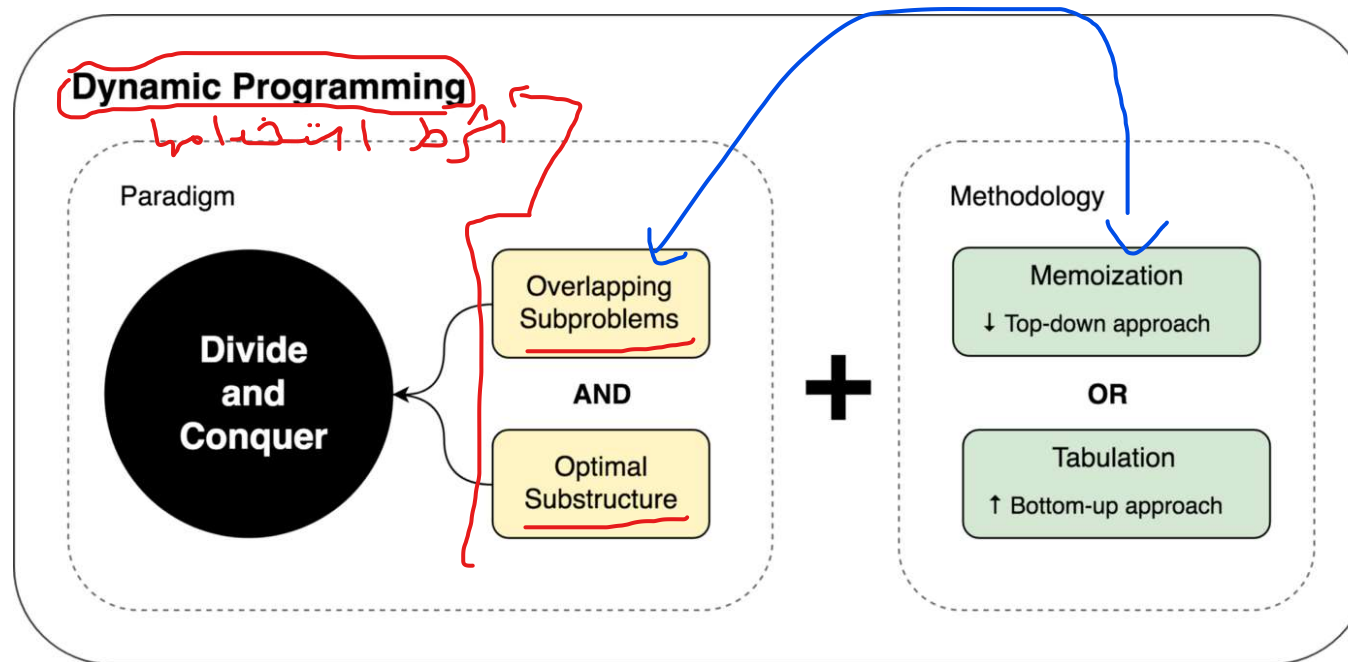 Dynamic Programming
شرط استخدامها
Paradigm
Divide
and
Conquer
Overlapping
Subproblems
AND
Optimal
Substructure
+
Methodology
Memoization
↓ Top-down approach
OR
Tabulation
↑ Bottom-up approach